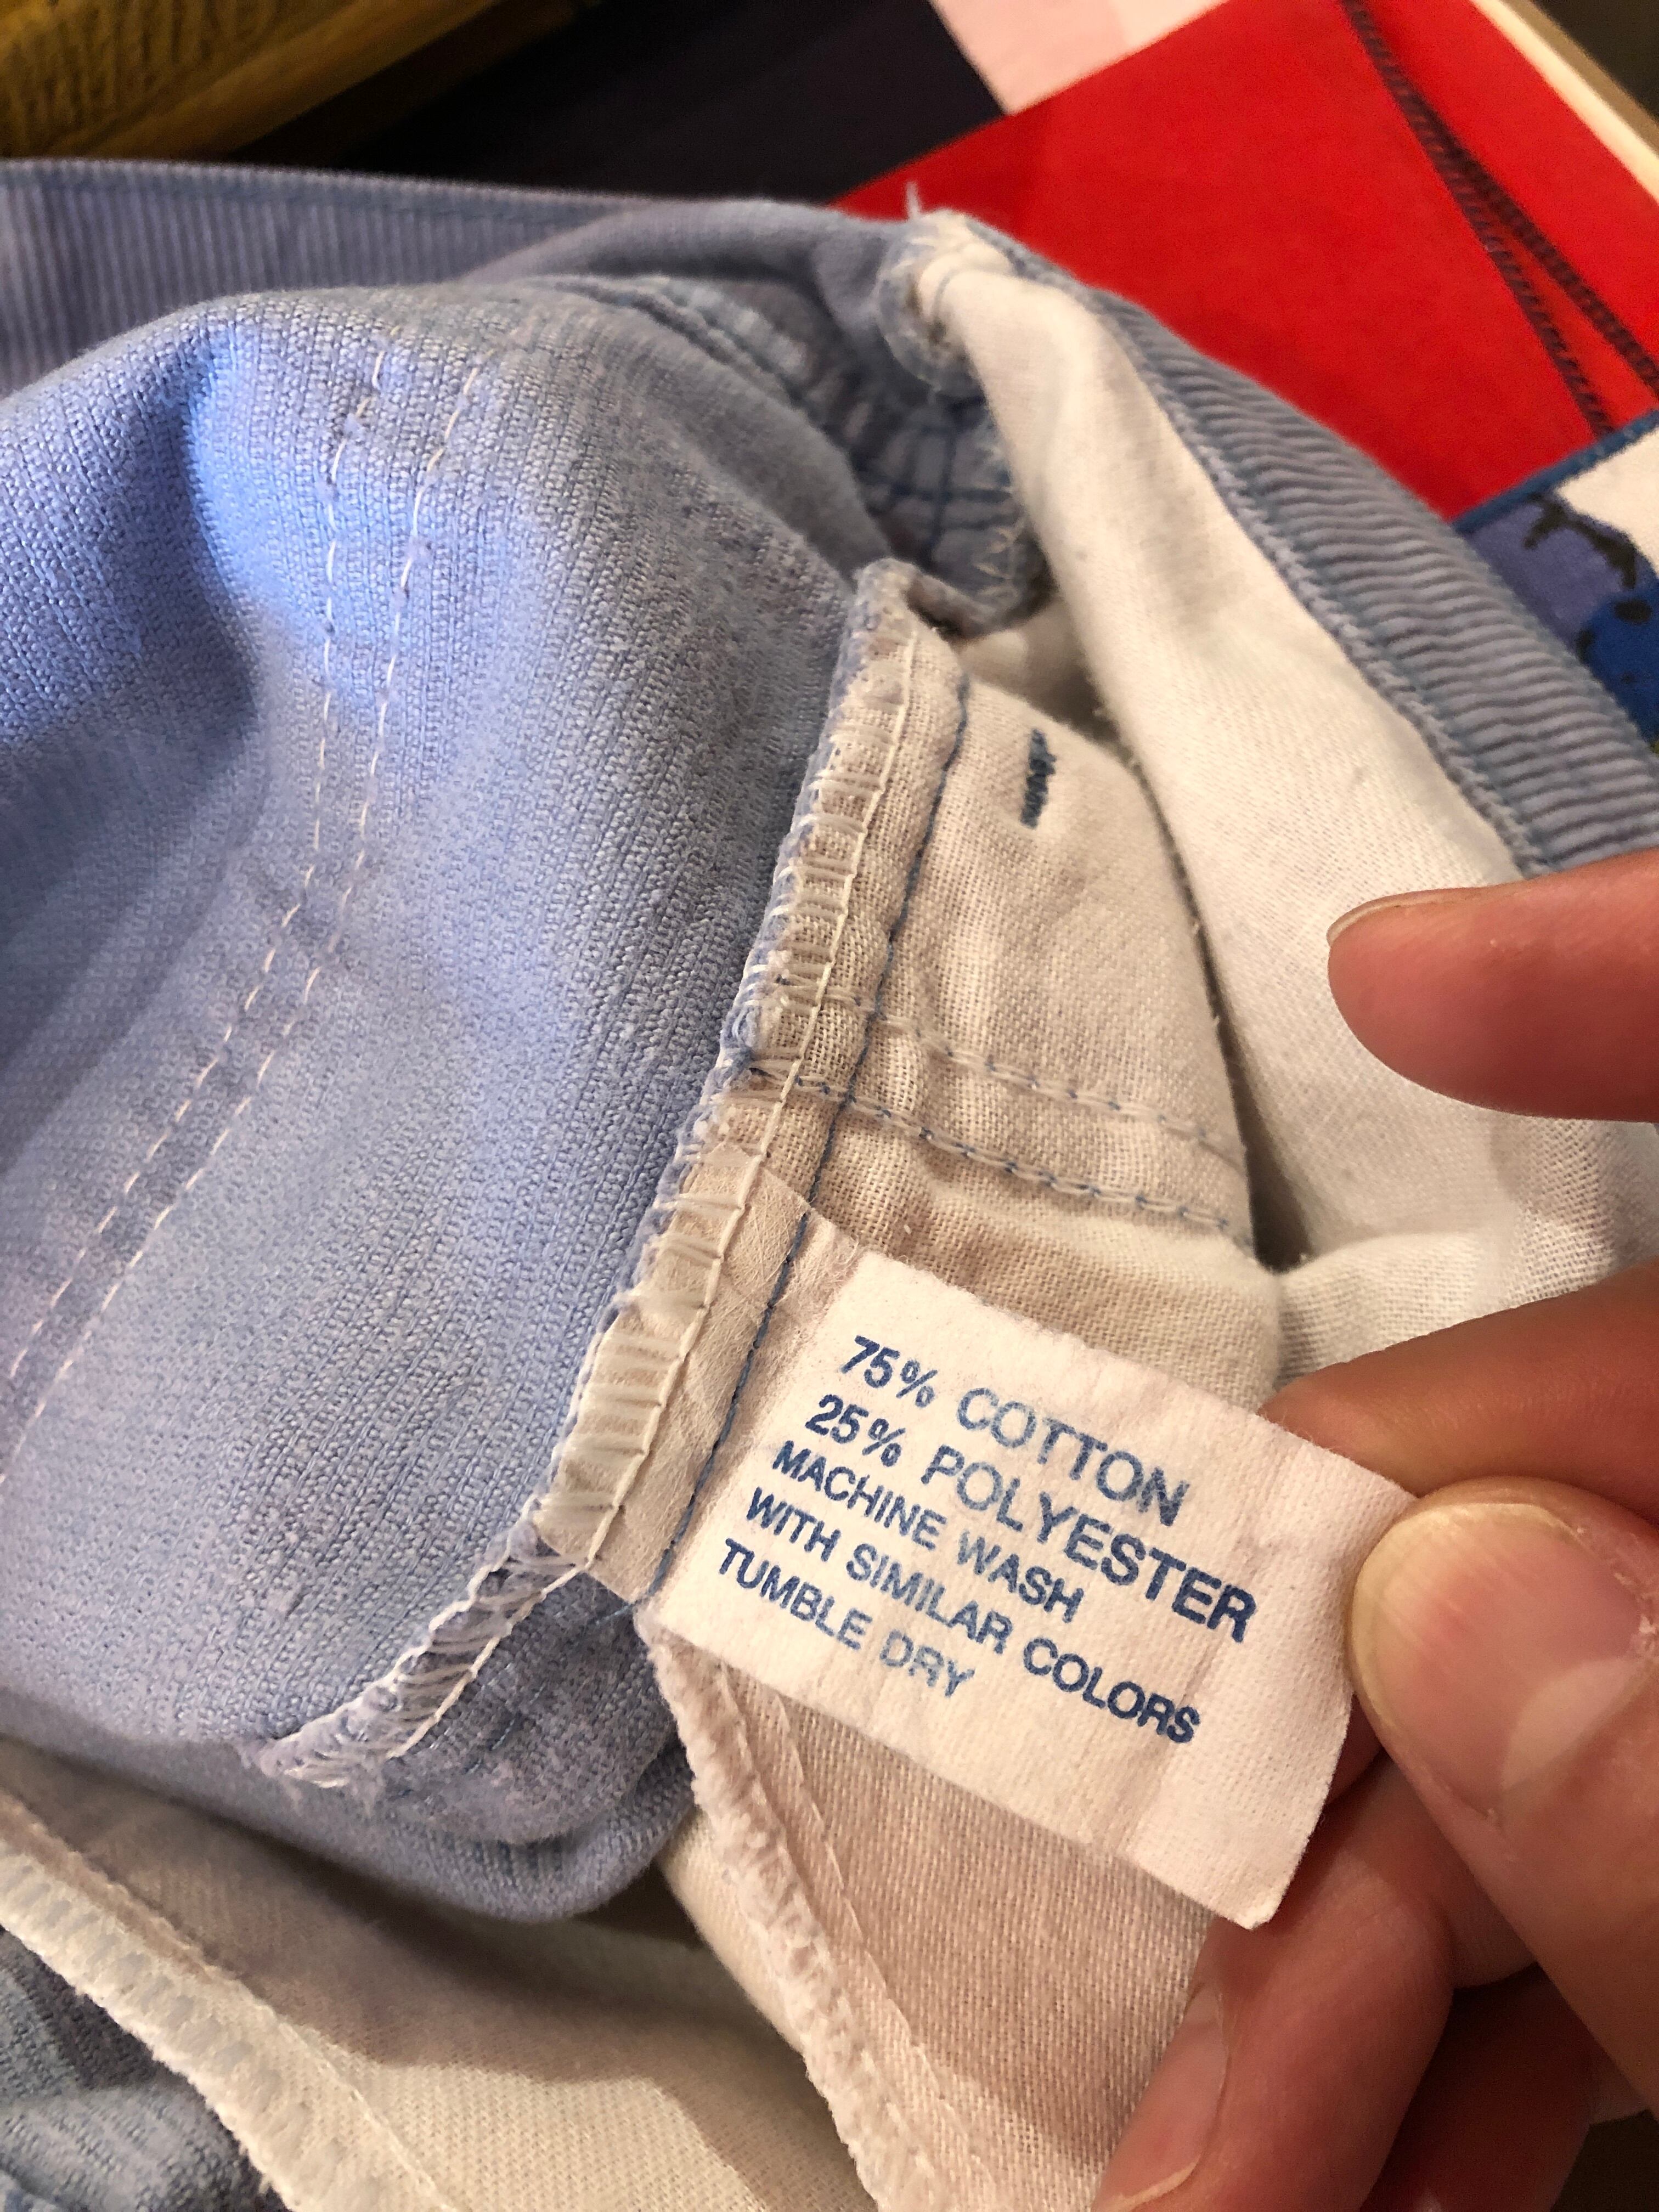 75% COTTON
25% POLYESTER
MACHINE WASH
WITH SIMILAR COLORS
TUMBLE DRY